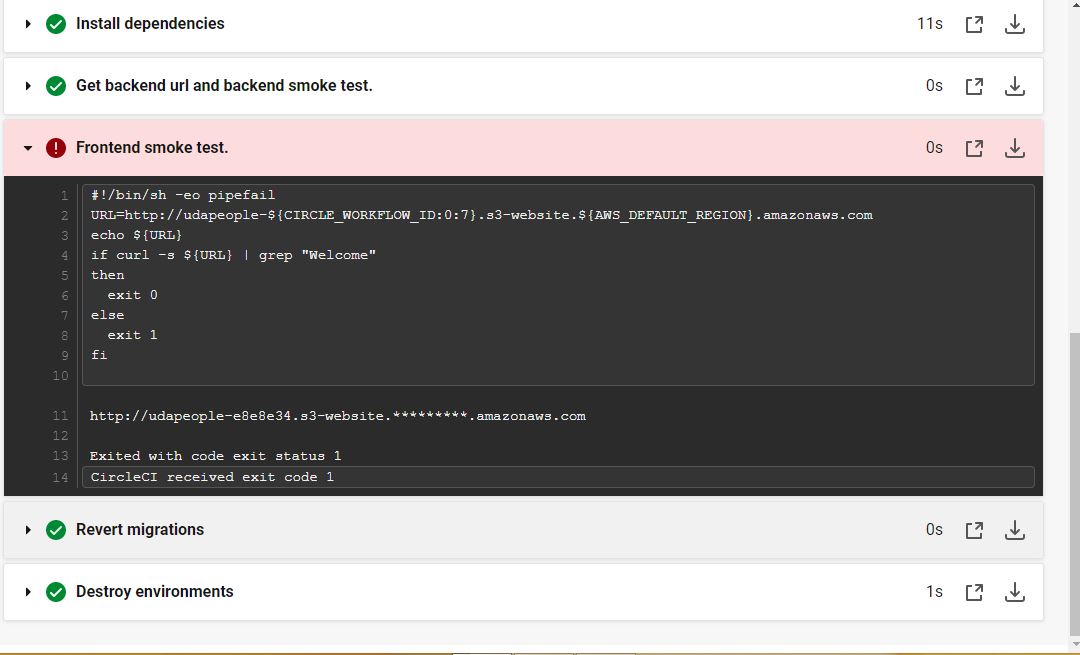 Install dependencies 11s
Get backend url and backend smoke test. 0s
Frontend smoke test. 0s
1 #!/bin/sh -eo pipefail
2 URL=http://udapeople-${CIRCLE_WORKFLOW_ID:0:7}.s3-website.${AWS_DEFAULT_REGION}.amazonaws.com
3 echo ${URL}
4 if curl -s ${URL} | grep "Welcome"
5 then
6   exit 0
7 else
8   exit 1
9 fi
10
11 http://udapeople-e8e8e34.s3-website.*********.amazonaws.com
12
13 Exited with code exit status 1
14 CircleCI received exit code 1
Revert migrations 0s
Destroy environments 1s